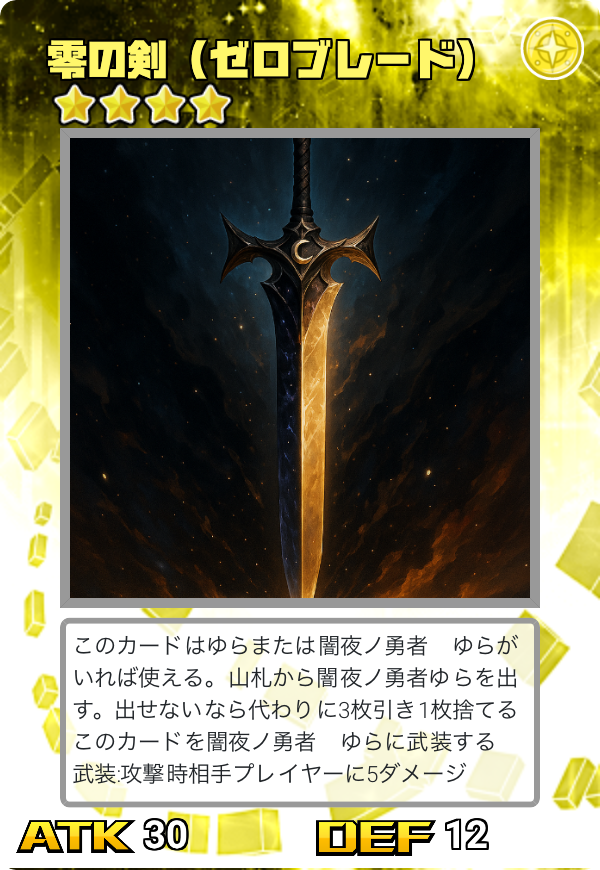 零の剣（ゼロブレード）
このカードはゆらまたは闇夜ノ勇者　ゆらが
いれば使える。山札から闇夜ノ勇者ゆらを出
す。出せないなら代わりに3枚引き1枚捨てる
このカードを闇夜ノ勇者　ゆらに武装する
武装:攻撃時相手プレイヤーに5ダメージ
ATK 30 DEF 12